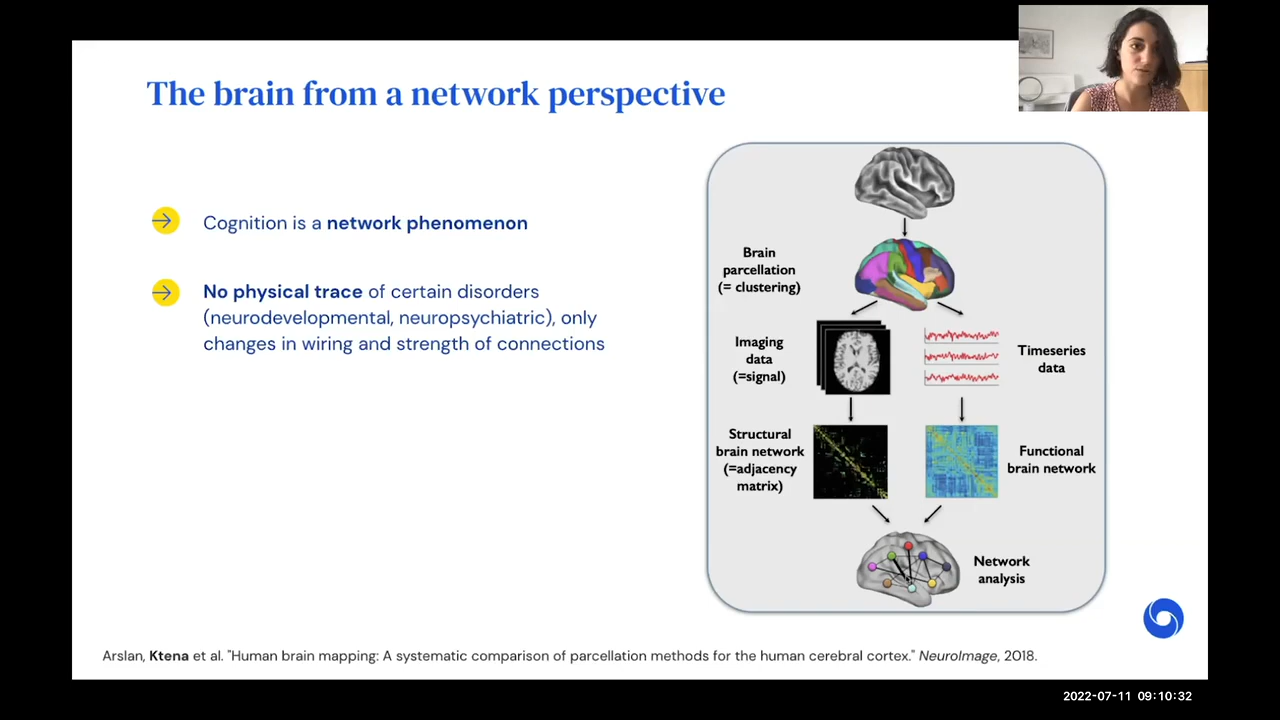 The brain from a network perspective
Cognition is a network phenomenon
No physical trace of certain disorders
(neurodevelopmental, neuropsychiatric), only
changes in wiring and strength of connections
Brain
parcellation
(= clustering)
Imaging
data
(=signal)
Timeseries
data
Structural
brain network
(=adjacency
matrix)
Functional
brain network
Network
analysis
Arslan, Ktena et al. "Human brain mapping: A systematic comparison of parcellation methods for the human cerebral cortex." NeuroImage, 2018.
2022-07-11 09:10:32